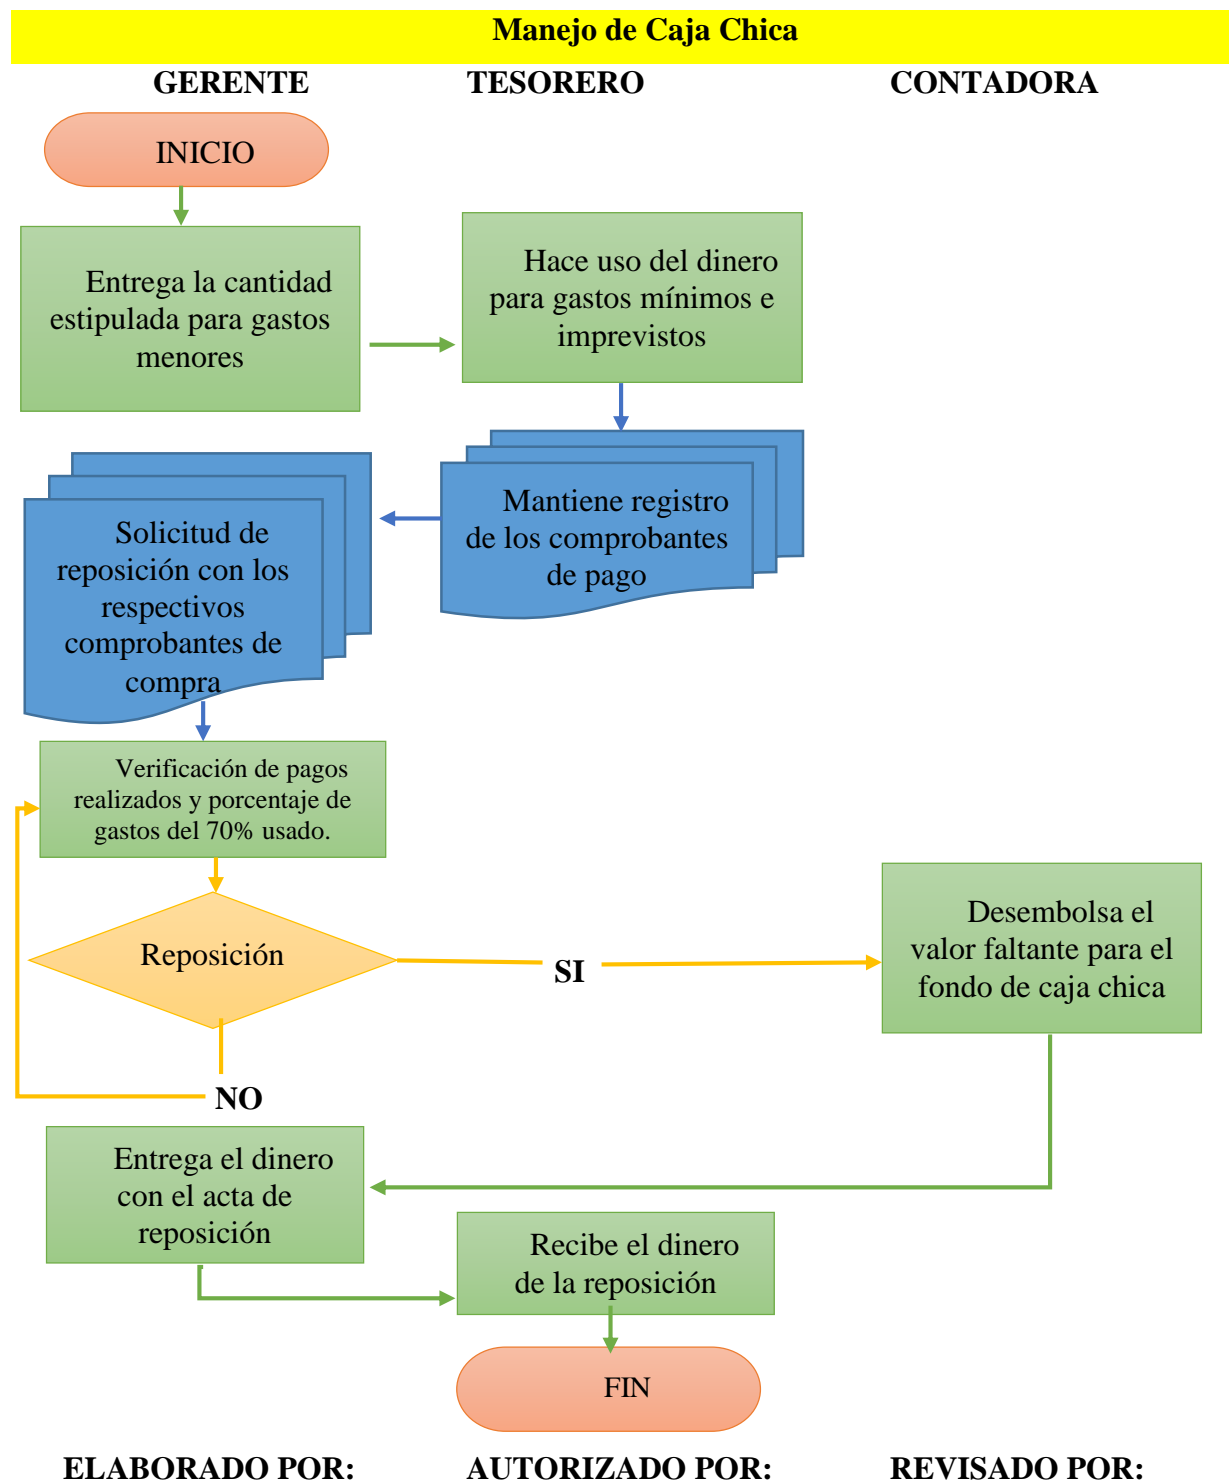 Manejo de Caja Chica
GERENTE TESORERO CONTADORA
INICIO
Entrega la cantidad
estipulada para gastos
menores
Hace uso del dinero
para gastos mínimos e
imprevistos
Mantiene registro
de los comprobantes
de pago
Solicitud de
reposición con los
respectivos
comprobantes de
compra
Verificación de pagos
realizados y porcentaje de
gastos del 70% usado.
Reposición
SI
NO
Desembolsa el
valor faltante para el
fondo de caja chica
Entrega el dinero
con el acta de
reposición
Recibe el dinero
de la reposición
FIN
ELABORADO POR: AUTORIZADO POR: REVISADO POR: